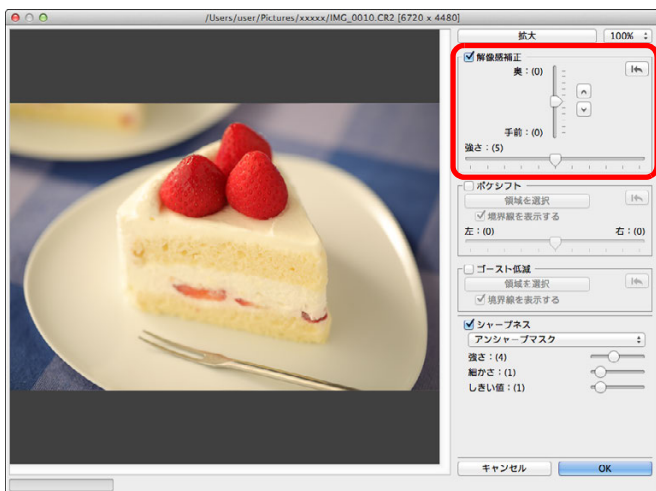 /Users/user/Pictures/xxxxx/IMG_0010.CR2 [6720 x 4480]
拡大 100%
解像感補正
奥：(0)
手前：(0)
強さ：(5)
ボケシフト
領域を選択
境界線を表示する
左：(0) 右：(0)
ゴースト低減
領域を選択
境界線を表示する
シャープネス
アンシャープマスク
強さ：(4)
細かさ：(1)
しきい値：(1)
キャンセル OK